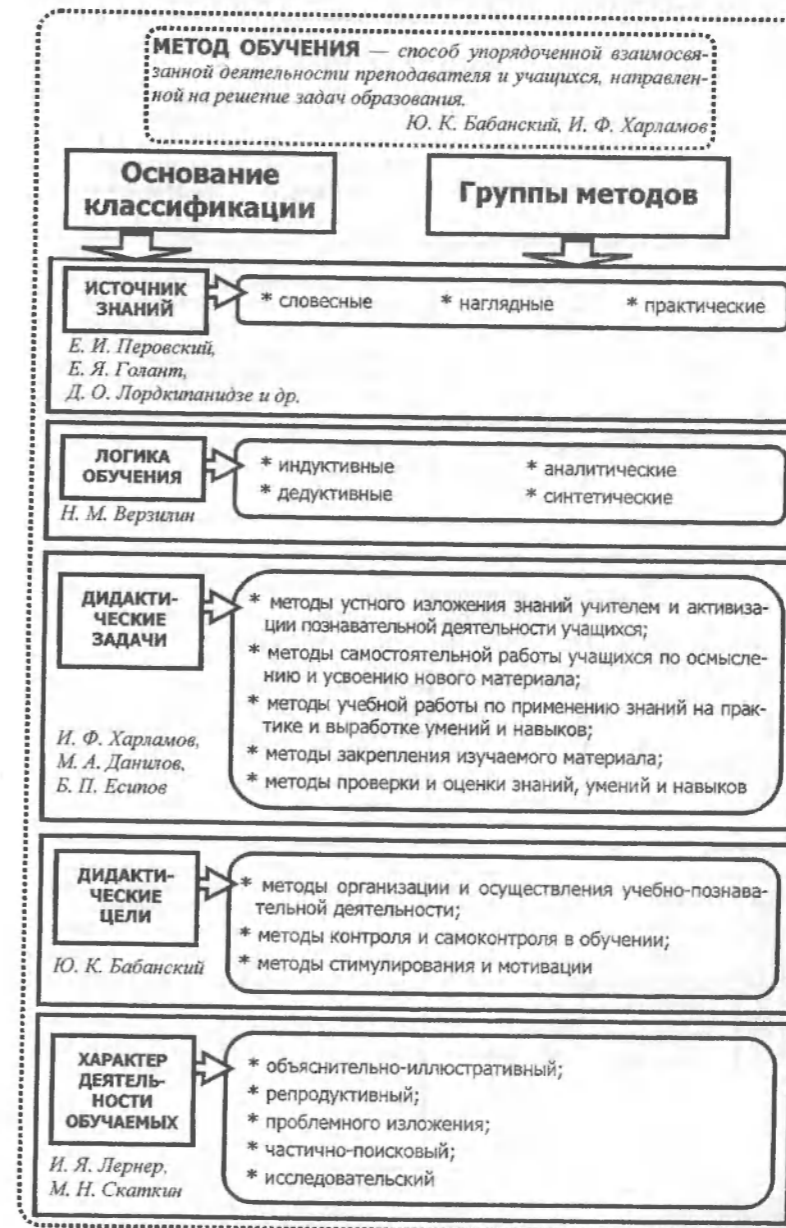 МЕТОД ОБУЧЕНИЯ — способ упорядоченной взаимосвя-
занной деятельности преподавателя и учащихся, направлен-
ной на решение задач образования.
Ю. К. Бабанский, И. Ф. Харламов
Основание
классификации
Группы методов
ИСТОЧНИК
ЗНАНИЙ
* словесные * наглядные * практические
Е. И. Перовский,
Е. Я. Голант,
Д. О. Лордкипанидзе и др.
ЛОГИКА
ОБУЧЕНИЯ
* индуктивные * аналитические
* дедуктивные * синтетические
Н. М. Верзилин
ДИДАКТИ-
ЧЕСКИЕ
ЗАДАЧИ
* методы устного изложения знаний учителем и активиза-
ции познавательной деятельности учащихся;
* методы самостоятельной работы учащихся по осмысле-
нию и усвоению нового материала;
* методы учебной работы по применению знаний на прак-
тике и выработке умений и навыков;
* методы закрепления изучаемого материала;
* методы проверки и оценки знаний, умений и навыков
И. Ф. Харламов,
М. А. Данилов,
Б. П. Есипов
ДИДАКТИ-
ЧЕСКИЕ
ЦЕЛИ
* методы организации и осуществления учебно-познава-
тельной деятельности;
* методы контроля и самоконтроля в обучении;
* методы стимулирования и мотивации
Ю. К. Бабанский
ХАРАКТЕР
ДЕЯТЕЛЬ-
НОСТИ
ОБУЧАЕМЫХ
* объяснительно-иллюстративный;
* репродуктивный;
* проблемного изложения;
* частично-поисковый;
* исследовательский
И. Я. Лернер,
М. Н. Скаткин